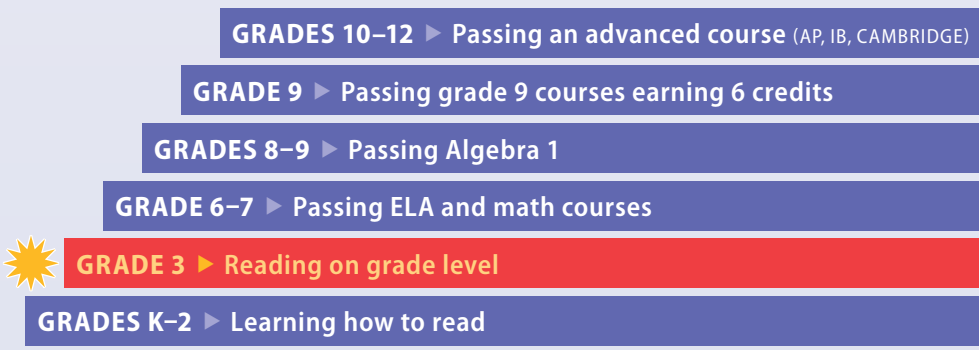 GRADES 10–12 ▶ Passing an advanced course (AP, IB, CAMBRIDGE)
GRADE 9 ▶ Passing grade 9 courses earning 6 credits
GRADES 8–9 ▶ Passing Algebra 1
GRADE 6–7 ▶ Passing ELA and math courses
GRADE 3 ▶ Reading on grade level
GRADES K–2 ▶ Learning how to read